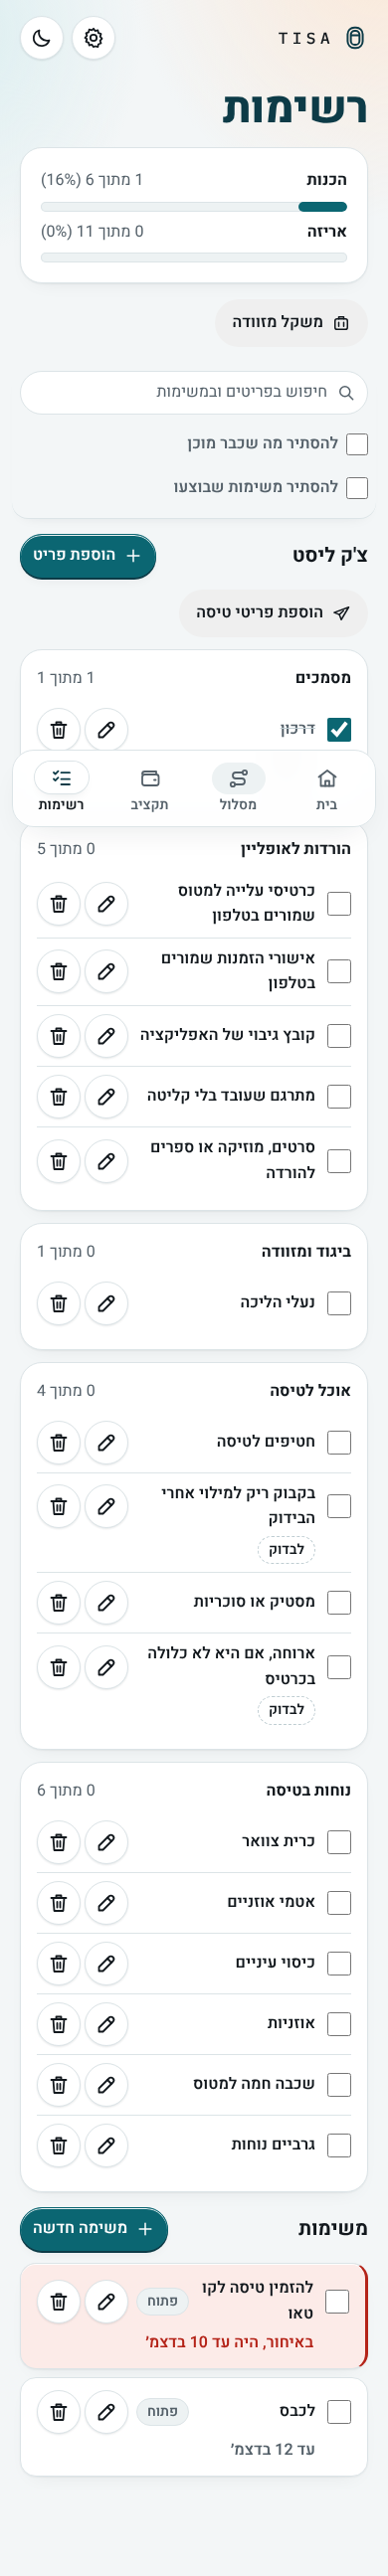 TISA
רשימות
הכנות
1 מתוך 6 (16%)
אריזה
0 מתוך 11 (0%)
משקל מזוודה
חיפוש בפריטים ובמשימות
להסתיר מה שכבר מוכן
להסתיר משימות שבוצעו
צ'ק ליסט
הוספת פריט
הוספת פריטי טיסה
מסמכים
1 מתוך 1
דרכון
בית
מסלול
תקציב
רשימות
הורדות לאופליין
0 מתוך 5
כרטיסי עלייה למטוס
שמורים בטלפון
אישורי הזמנות שמורים
בטלפון
קובץ גיבוי של האפליקציה
מתרגם שעובד בלי קליטה
סרטים, מוזיקה או ספרים
להורדה
ביגוד ומזוודה
0 מתוך 1
נעלי הליכה
אוכל לטיסה
0 מתוך 4
חטיפים לטיסה
בקבוק ריק למילוי אחרי
הבידוק
לבדוק
מסטיק או סוכריות
ארוחה, אם היא לא כלולה
בכרטיס
לבדוק
נוחות בטיסה
0 מתוך 6
כרית צוואר
אטמי אוזניים
כיסוי עיניים
אוזניות
שכבה חמה למטוס
גרביים נוחות
משימות
משימה חדשה
להזמין טיסה לקו
טאו
פתוח
באיחור, היה עד 10 בדצמ׳
לכבס
פתוח
עד 12 בדצמ׳